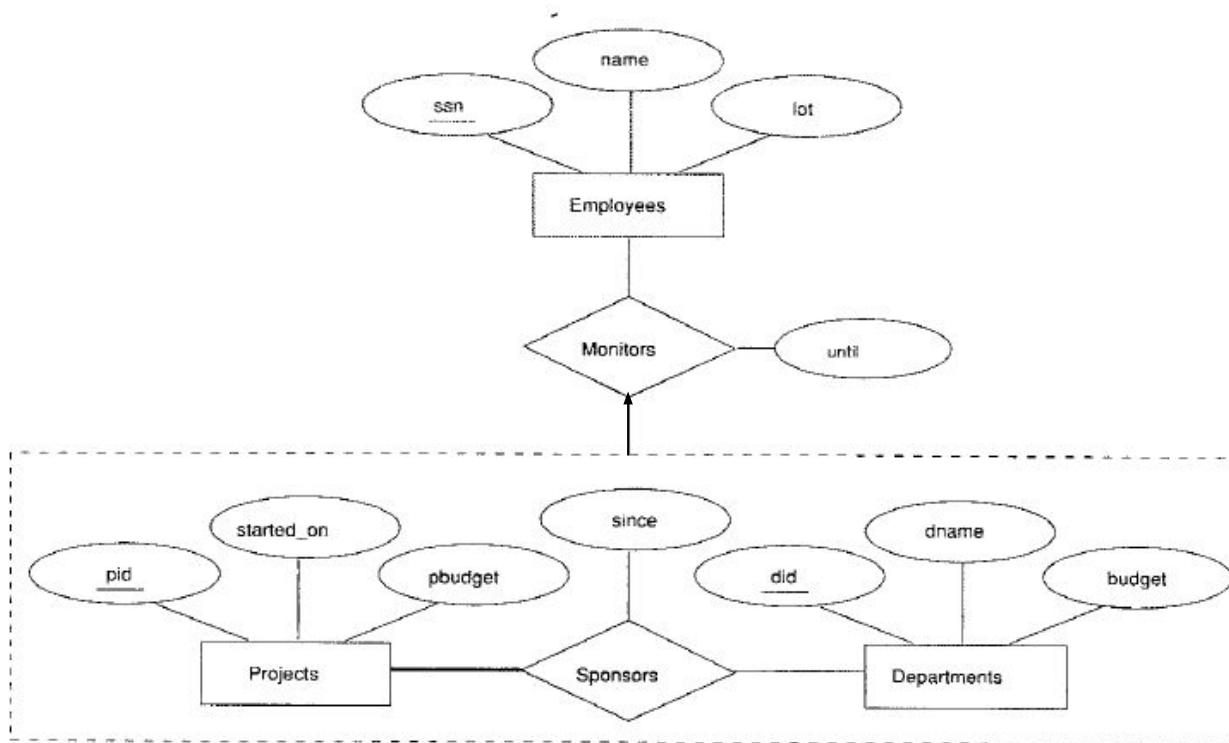 name
ssn
lot
Employees
Monitors
until
since
started_on
dname
pid
pbudget
did
budget
Projects
Sponsors
Departments